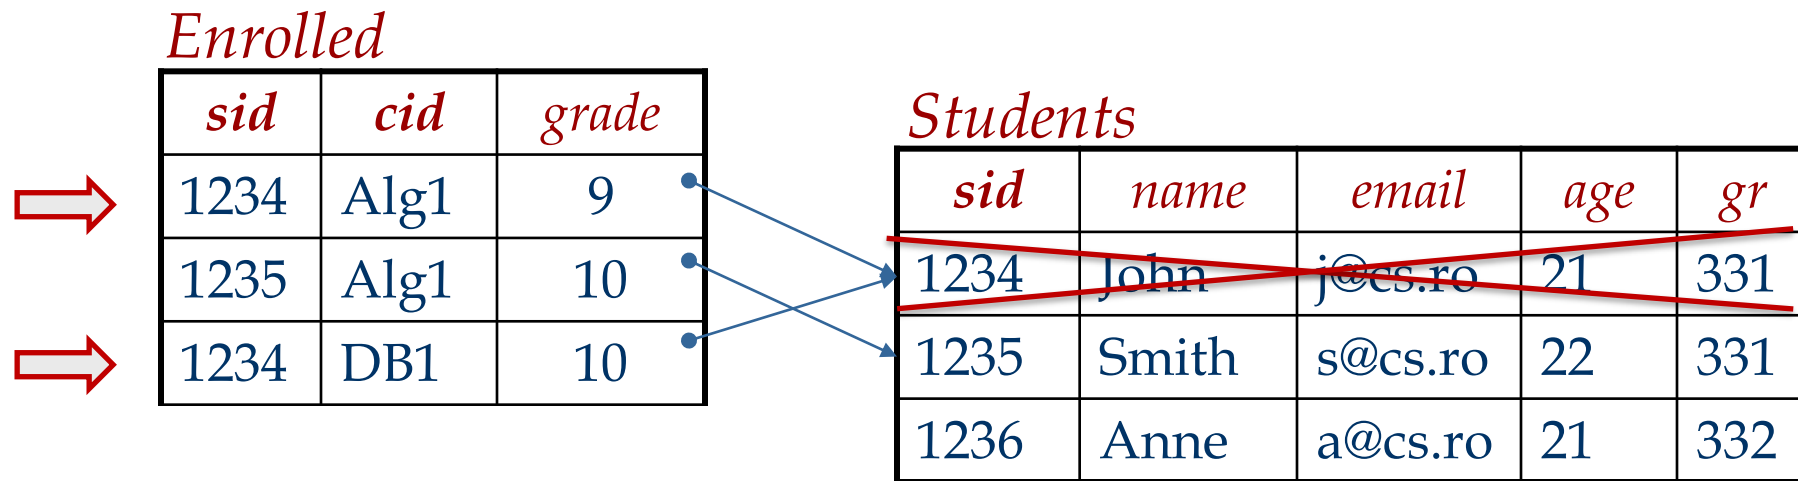 Enrolled
sid cid grade
1234 Alg1 9
1235 Alg1 10
1234 DB1 10
Students
sid name email age gr
1234 John j@cs.ro 21 331
1235 Smith s@cs.ro 22 331
1236 Anne a@cs.ro 21 332